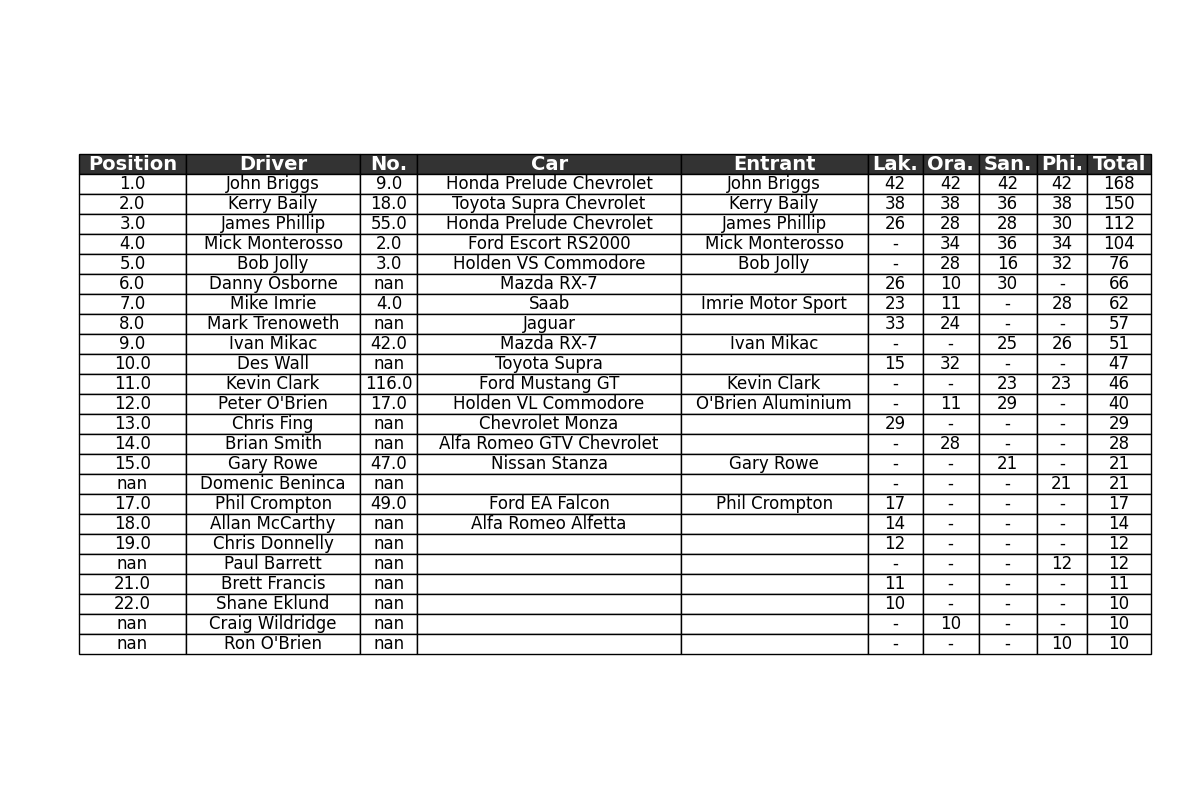 Position Driver No. Car Entrant Lak. Ora. San. Phi. Total
1.0 John Briggs 9.0 Honda Prelude Chevrolet John Briggs 42 42 42 42 168
2.0 Kerry Baily 18.0 Toyota Supra Chevrolet Kerry Baily 38 38 36 38 150
3.0 James Phillip 55.0 Honda Prelude Chevrolet James Phillip 26 28 28 30 112
4.0 Mick Monterosso 2.0 Ford Escort RS2000 Mick Monterosso - 34 36 34 104
5.0 Bob Jolly 3.0 Holden VS Commodore Bob Jolly - 28 16 32 76
6.0 Danny Osborne nan Mazda RX-7 26 10 30 - 66
7.0 Mike Imrie 4.0 Saab Imrie Motor Sport 23 11 - 28 62
8.0 Mark Trenoweth nan Jaguar 33 24 - - 57
9.0 Ivan Mikac 42.0 Mazda RX-7 Ivan Mikac - - 25 26 51
10.0 Des Wall nan Toyota Supra 15 32 - - 47
11.0 Kevin Clark 116.0 Ford Mustang GT Kevin Clark - - 23 23 46
12.0 Peter O'Brien 17.0 Holden VL Commodore O'Brien Aluminium - 11 29 - 40
13.0 Chris Fing nan Chevrolet Monza 29 - - - 29
14.0 Brian Smith nan Alfa Romeo GTV Chevrolet - 28 - - 28
15.0 Gary Rowe 47.0 Nissan Stanza Gary Rowe - - 21 - 21
nan Domenic Beninca nan - - - 21 21
17.0 Phil Crompton 49.0 Ford EA Falcon Phil Crompton 17 - - - 17
18.0 Allan McCarthy nan Alfa Romeo Alfetta 14 - - - 14
19.0 Chris Donnelly nan 12 - - - 12
nan Paul Barrett nan - - - 12 12
21.0 Brett Francis nan 11 - - - 11
22.0 Shane Eklund nan 10 - - - 10
nan Craig Wildridge nan - 10 - - 10
nan Ron O'Brien nan - - - 10 10